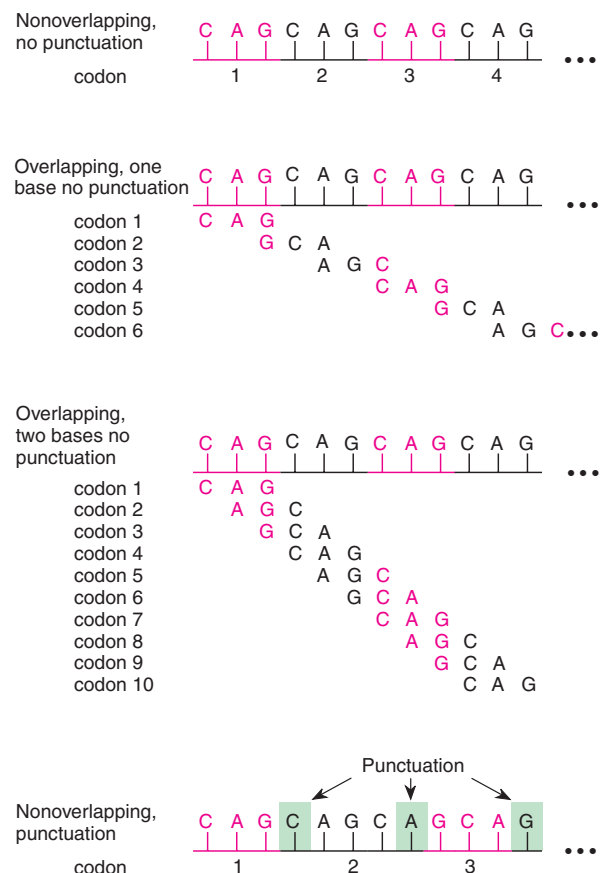 Nonoverlapping,
no punctuation
C A G C A G C A G C A G
codon 1 2 3 4 •••
Overlapping, one
base no punctuation
C A G C A G C A G C A G
•••
codon 1 C A G
codon 2 G C A
codon 3 A G C
codon 4 C A G
codon 5 G C A
codon 6 A G C•••
Overlapping,
two bases no
punctuation
C A G C A G C A G C A G
•••
codon 1 C A G
codon 2 A G C
codon 3 G C A
codon 4 C A G
codon 5 A G C
codon 6 G C A
codon 7 C A G
codon 8 A G C
codon 9 G C A
codon 10 C A G
Punctuation
Nonoverlapping,
punctuation
C A G C A G C A G C A G
codon 1 2 3 •••